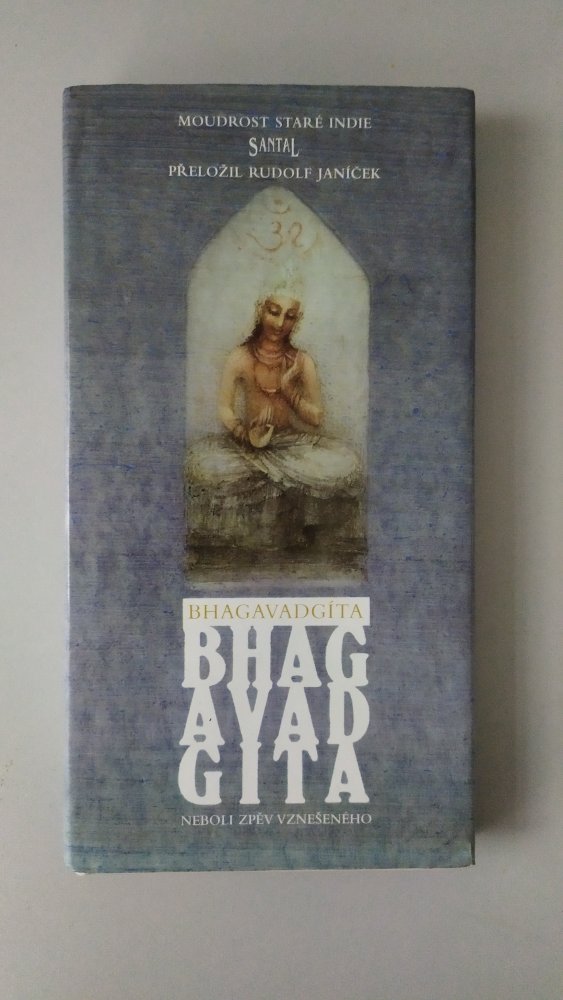 MOUDROST STARÉ INDIE
SANTAL
PŘELOŽIL RUDOLF JANÍČEK
BHAGAVADGÍTA
BHAG
AVAD
GITA
NEBOLI ZPĚV VZNEŠENÉHO